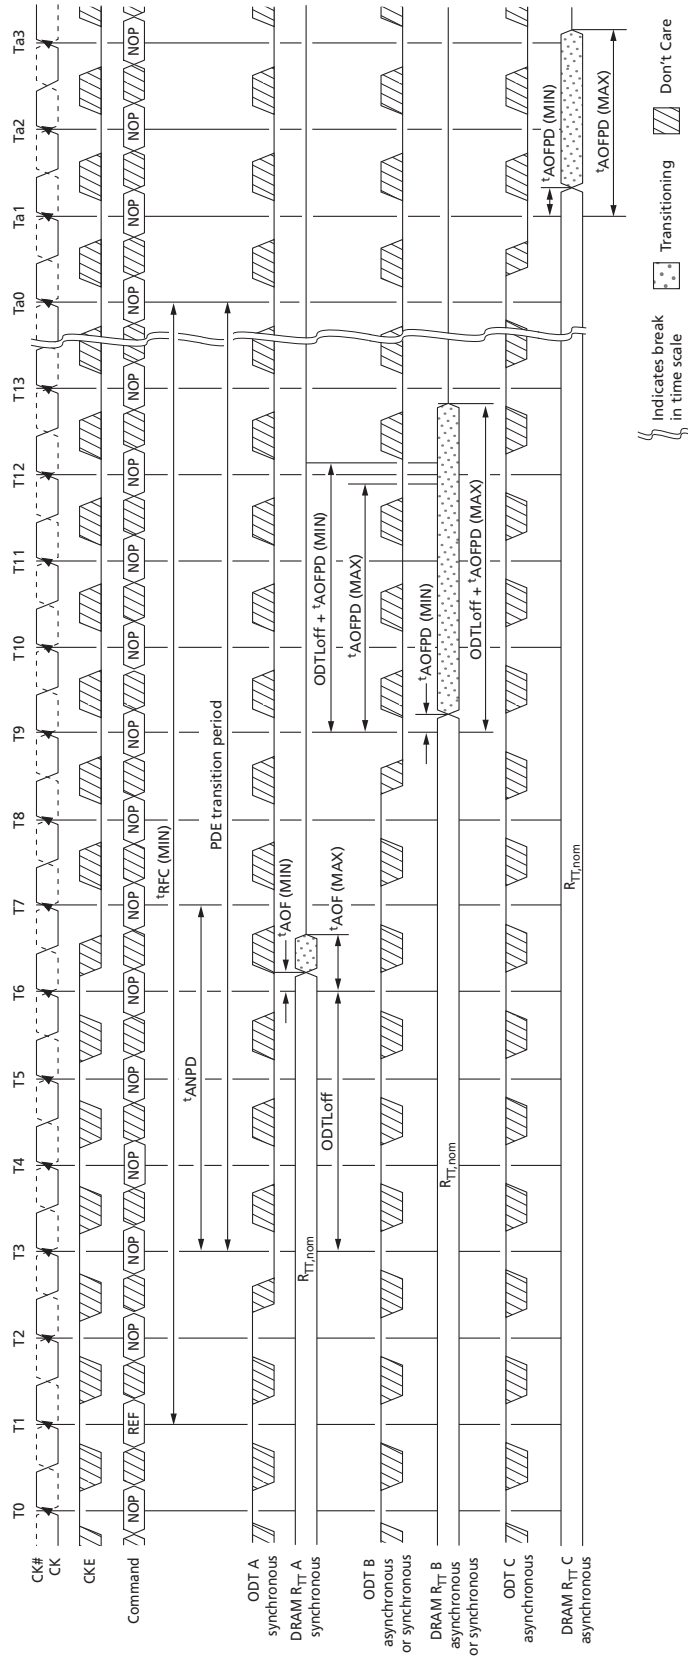 T0 T1 T2 T3 T4 T5 T6 T7 T8 T9 T10 T11 T12 T13 Ta0 Ta1 Ta2 Ta3
CK#
CK
CKE
Command
NOP REF NOP NOP NOP NOP NOP NOP NOP NOP NOP NOP NOP NOP NOP NOP NOP NOP
tRFC (MIN)
tANPD
PDE transition period
ODT A
synchronous
tAOF (MIN)
DRAM RTT A
synchronous
RTT,nom
ODTLoff
tAOF (MAX)
ODTLoff + tAOFPD (MIN)
tAOFPD (MAX)
ODT B
asynchronous
or synchronous
tAOFPD (MIN)
DRAM RTT B
asynchronous
or synchronous
RTT,nom
ODTLoff + tAOFPD (MAX)
ODT C
asynchronous
tAOFPD (MIN)
DRAM RTT C
asynchronous
RTT,nom
tAOFPD (MAX)
Indicates break
in time scale
Transitioning
Don't Care